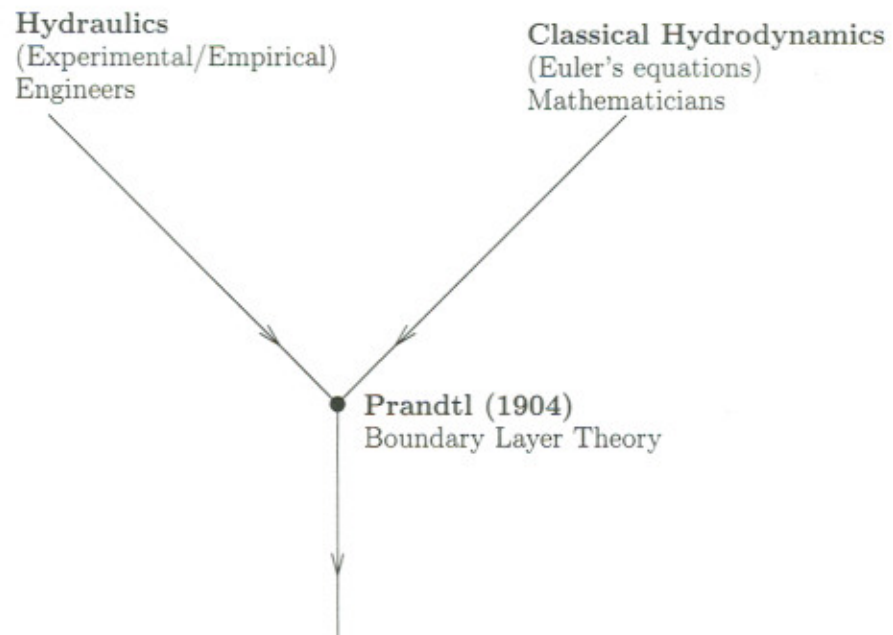 Hydraulics
(Experimental/Empirical)
Engineers
Classical Hydrodynamics
(Euler's equations)
Mathematicians
Prandtl (1904)
Boundary Layer Theory